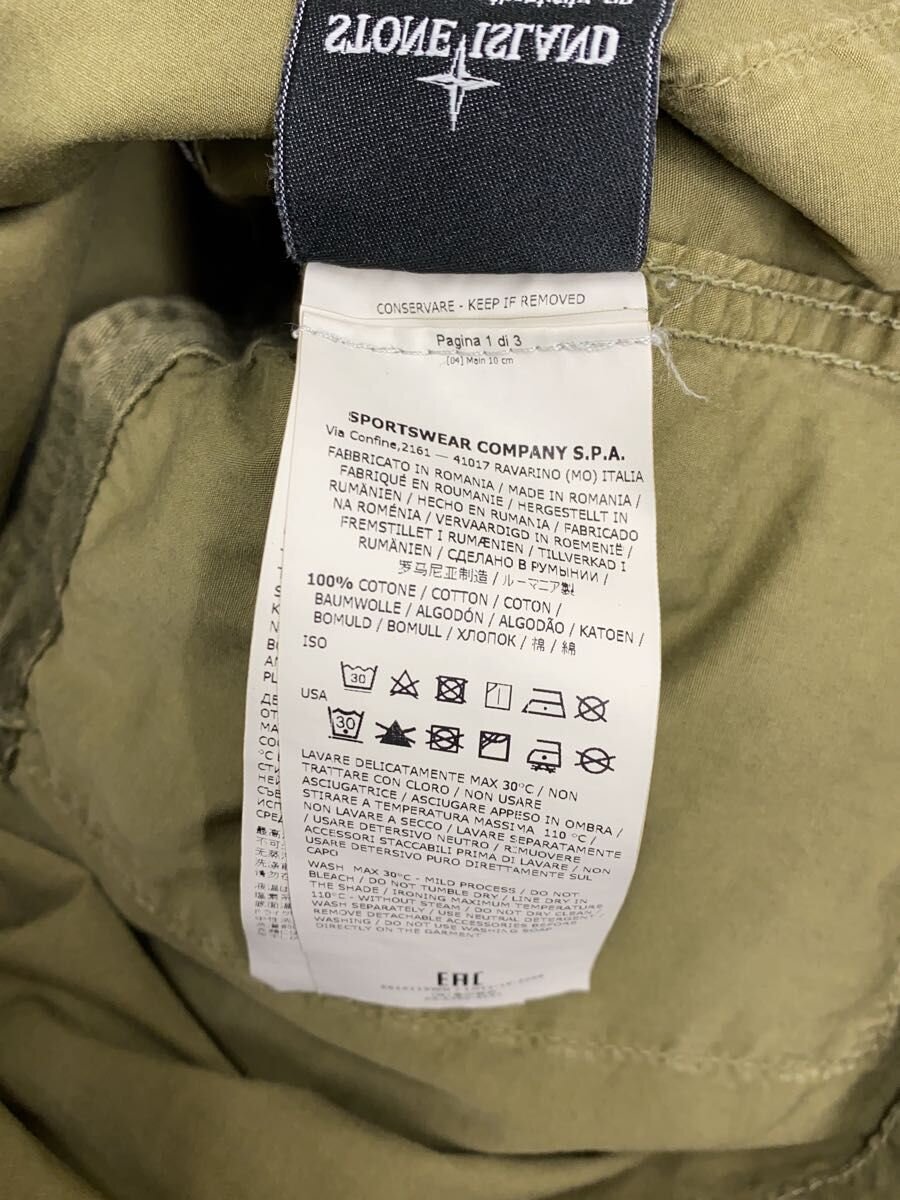 STONE ISLAND
CONSERVARE - KEEP IF REMOVED
Pagina 1 di 3
[04] Main 10 cm
SPORTSWEAR COMPANY S.P.A.
Via Confine,2161 — 41017 RAVARINO (MO) ITALIA
FABBRICATO IN ROMANIA / MADE IN ROMANIA /
FABRIQUÉ EN ROUMANIE / HERGESTELLT IN
RUMÄNIEN / HECHO EN RUMANIA / FABRICADO
NA ROMÉNIA / VERVAARDIGD IN ROEMENIË /
FREMSTILLET I RUMÆNIEN / TILLVERKAD I
RUMÄNIEN / СДЕЛАНО В РУМЫНИИ /
罗马尼亚制造 / ルーマニア製
100% COTONE / COTTON / COTON /
BAUMWOLLE / ALGODÓN / ALGODÃO / KATOEN /
BOMULD / BOMULL / ХЛОПОК / 棉 / 綿
ISO
30
USA
30
LAVARE DELICATAMENTE MAX 30°C / NON
TRATTARE CON CLORO / NON USARE
ASCIUGATRICE / ASCIUGARE APPESO IN OMBRA /
STIRARE A TEMPERATURA MASSIMA 110 °C /
NON LAVARE A SECCO / LAVARE SEPARATAMENTE
/ USARE DETERSIVO NEUTRO / RIMUOVERE
ACCESSORI STACCABILI PRIMA DI LAVARE / NON
USARE DETERSIVO PURO DIRETTAMENTE SUL
CAPO
WASH MAX 30°C - MILD PROCESS / DO NOT
BLEACH / DO NOT TUMBLE DRY / LINE DRY IN
THE SHADE / IRONING MAXIMUM TEMPERATURE
110°C - WITHOUT STEAM / DO NOT DRY CLEAN /
WASH SEPARATELY / USE NEUTRAL DETERGENT /
REMOVE DETACHABLE ACCESSORIES BEFORE
WASHING / DO NOT USE WASHING SOAP
DIRECTLY ON THE GARMENT
EAC